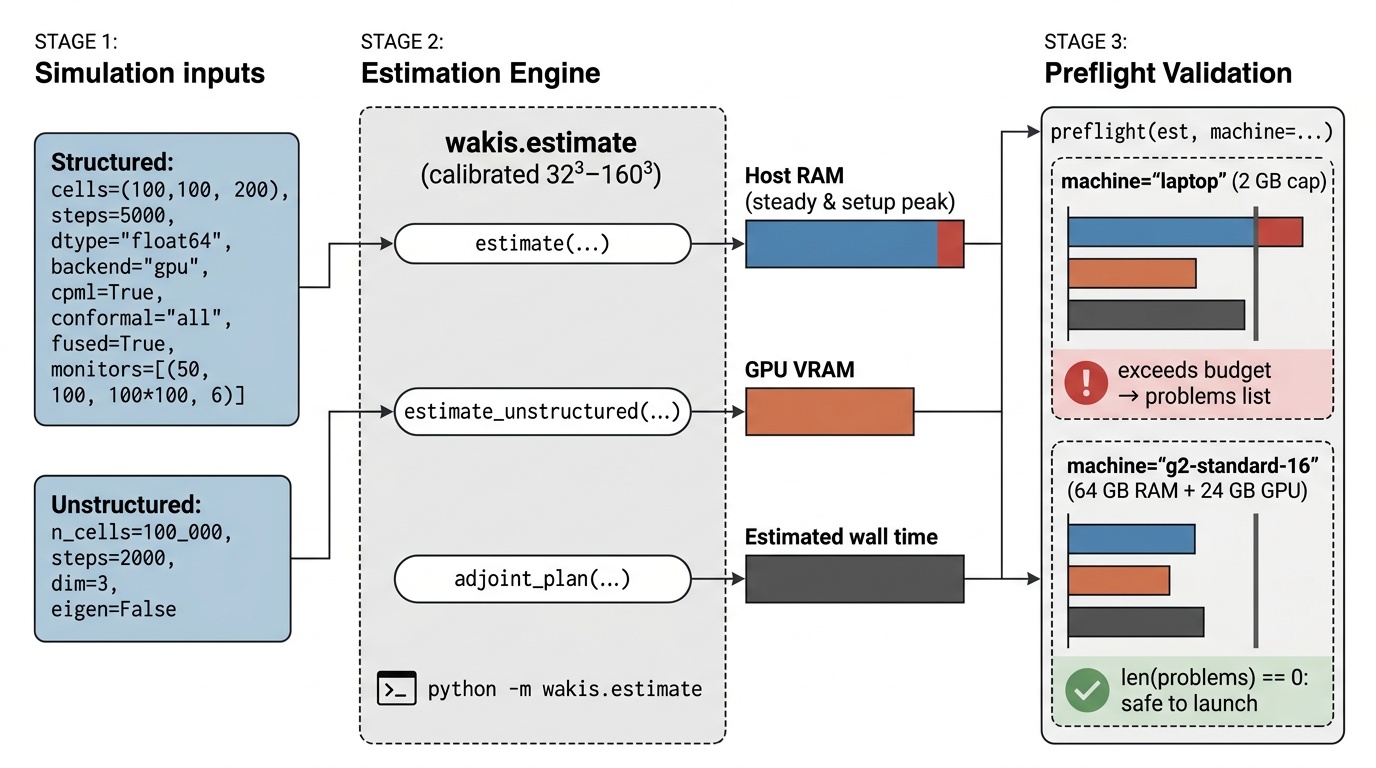 STAGE 1:
Simulation inputs
Structured:
cells=(100,100, 200),
steps=5000,
dtype="float64",
backend="gpu",
cpml=True,
conformal="all",
fused=True,
monitors=[(50,
100, 100*100, 6)]
Unstructured:
n_cells=100_000,
steps=2000,
dim=3,
eigen=False
STAGE 2:
Estimation Engine
wakis.estimate
(calibrated 32³–160³)
estimate(...)
estimate_unstructured(...)
adjoint_plan(...)
>_ python -m wakis.estimate
Host RAM
(steady & setup peak)
GPU VRAM
Estimated wall time
STAGE 3:
Preflight Validation
preflight(est, machine=...)
machine=“laptop” (2 GB cap)
! exceeds budget
→ problems list
machine=“g2-standard-16”
(64 GB RAM + 24 GB GPU)
len(problems) == 0:
safe to launch